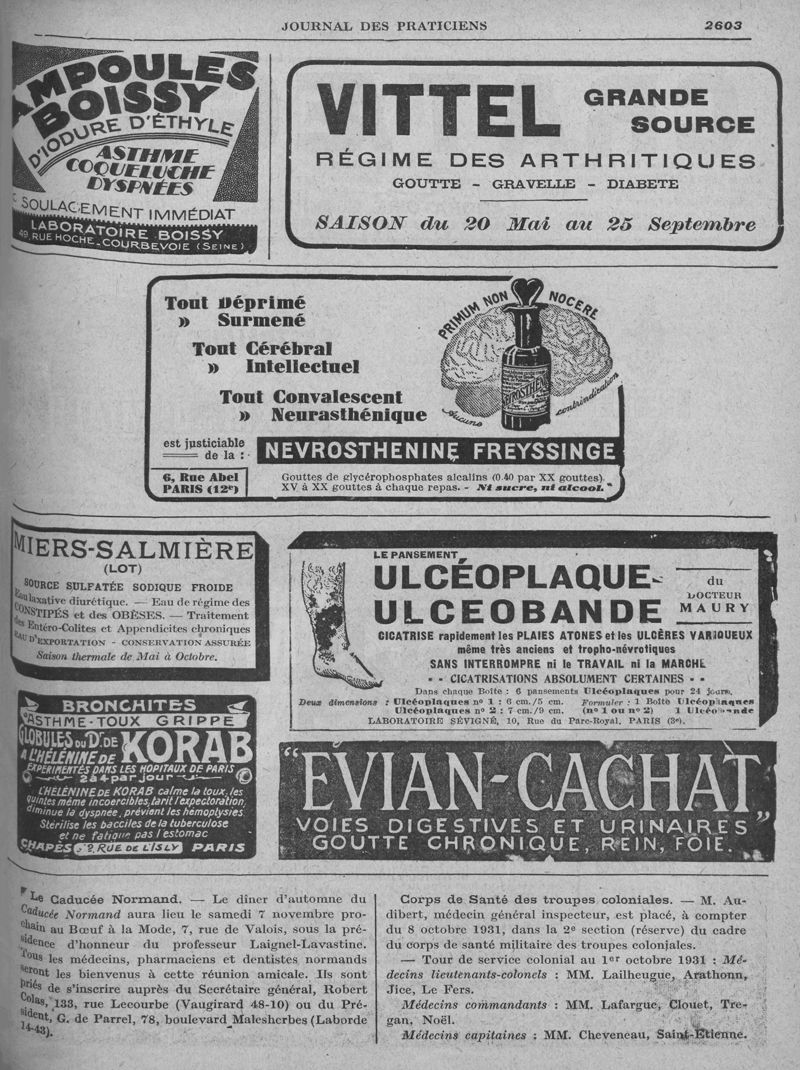 JOURNAL DES PRATICIENS
2603
AMPOULES
BOISSY
D'IODURE D'ÉTHYLE
ASTHME
COQUELUCHE
DYSPNÉES
SOULAGEMENT IMMÉDIAT
LABORATOIRE BOISSY
49, RUE HOCHE_COURBEVOIE (SEINE)
VITTEL GRANDE
SOURCE
RÉGIME DES ARTHRITIQUES
GOUTTE - GRAVELLE - DIABETE
SAISON du 20 Mai au 25 Septembre
Tout Déprimé
» Surmené
Tout Cérébral
» Intellectuel
Tout Convalescent
» Neurasthénique
PRIMUM NON NOCERE
NEVROSTHENINE
Aucune contrindication
est justiciable
de la :
NEVROSTHENINE FREYSSINGE
6, Rue Abel
PARIS (12e)
Gouttes de glycérophosphates alcalins (0.40 par XX gouttes).
XV à XX gouttes à chaque repas. - Ni sucre, ni alcool.
MIERS-SALMIÈRE
(LOT)
SOURCE SULFATÉE SODIQUE FROIDE
Eau laxative diurétique. — Eau de régime des
CONSTIPÉS et des OBÈSES. — Traitement
des Entéro-Colites et Appendicites chroniques
EAU D'EXPORTATION - CONSERVATION ASSURÉE
Saison thermale de Mai à Octobre.
LE PANSEMENT
ULCÉOPLAQUE-
ULCEOBANDE
du
DOCTEUR
MAURY
CICATRISE rapidement les PLAIES ATONES et les ULCÈRES VARIQUEUX
même très anciens et tropho-névrotiques
SANS INTERROMPRE ni le TRAVAIL ni la MARCHE
- - CICATRISATIONS ABSOLUMENT CERTAINES - -
Dans chaque Boîte : 6 pansements Ulcéoplaques pour 24 jours.
Deux dimensions : Ulcéoplaques n° 1 : 6 cm./5 cm.
Ulcéoplaques n° 2 : 7 cm./9 cm.
Formuler : 1 Boîte Ulcéoplaques
(n° 1 ou n° 2) 1 Ulcéobande
LABORATOIRE SÉVIGNÉ, 10, Rue du Parc-Royal, PARIS (3e).
BRONCHITES
ASTHME - TOUX GRIPPE
GLOBULES DU Dr. DE
A L'HÉLÉNINE DE
KORAB
EXPÉRIMENTÉS DANS LES HOPITAUX DE PARIS
2 à 4 par jour
L'HÉLÉNINE DE KORAB calme la toux, les
quintes même incoercibles, tarit l'expectoration,
diminue la dyspnée, prévient les hémoptysies
Stérilise les bacilles de la tuberculose
et ne fatigue pas l'estomac
CHAPÈS, 12, RUE DE L'ISLY PARIS
"EVIAN-CACHAT"
VOIES DIGESTIVES ET URINAIRES
GOUTTE CHRONIQUE, REIN, FOIE.
Le Caducée Normand. — Le dîner d'automne du
Caducée Normand aura lieu le samedi 7 novembre pro-
chain au Bœuf à la Mode, 7, rue de Valois, sous la pré-
sidence d'honneur du professeur Laignel-Lavastine.
Tous les médecins, pharmaciens et dentistes normands
seront les bienvenus à cette réunion amicale. Ils sont
priés de s'inscrire auprès du Secrétaire général, Robert
Colas, 133, rue Lecourbe (Vaugirard 48-10) ou du Pré-
sident, G. de Parrel, 78, boulevard Malesherbes (Laborde
14-43).
Corps de Santé des troupes coloniales. — M. Au-
dibert, médecin général inspecteur, est placé, à compter
du 8 octobre 1931, dans la 2e section (réserve) du cadre
du corps de santé militaire des troupes coloniales.
— Tour de service colonial au 1er octobre 1931 : Mé-
decins lieutenants-colonels : MM. Lailheugue, Arathonn,
Jice, Le Fers.
Médecins commandants : MM. Lafargue, Clouet, Tre-
gan, Noël.
Médecins capitaines : MM. Cheveneau, Saint-Etienne.